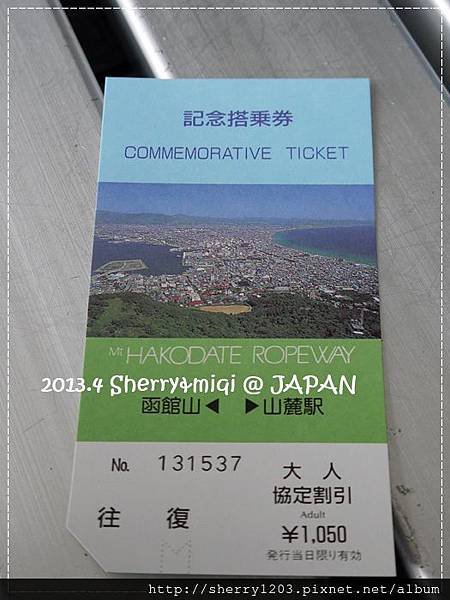 記念搭乗券
COMMEMORATIVE TICKET
Mt HAKODATE ROPEWAY
2013.4 Sherry&miqi @ JAPAN
函館山◀ ▶山麓駅
No. 131537
大人
協定割引
往復
Adult
¥1,050
発行当日限り有効
http://sherry1203.pixnet.net/album